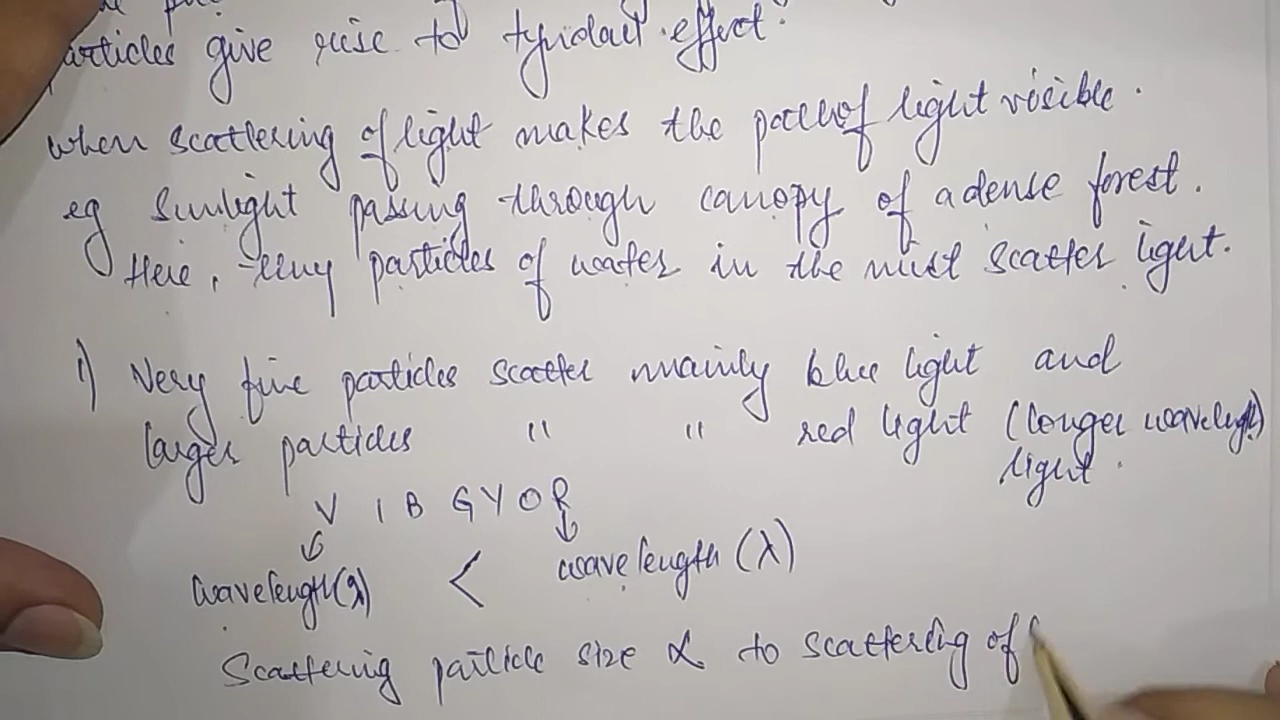 particles give rise to tyndall effect.
when scattering of light makes the path of light visible.
eg Sunlight passing through canopy of a dense forest.
Here, tiny particles of water in the mist scatter light.
1) Very fine particles scatter mainly blue light and
larger particles " " red light (longer wavelength)
light.
V I B G Y O R
wavelength(λ) < wavelength (λ)
Scattering particle size ∝ to scattering of